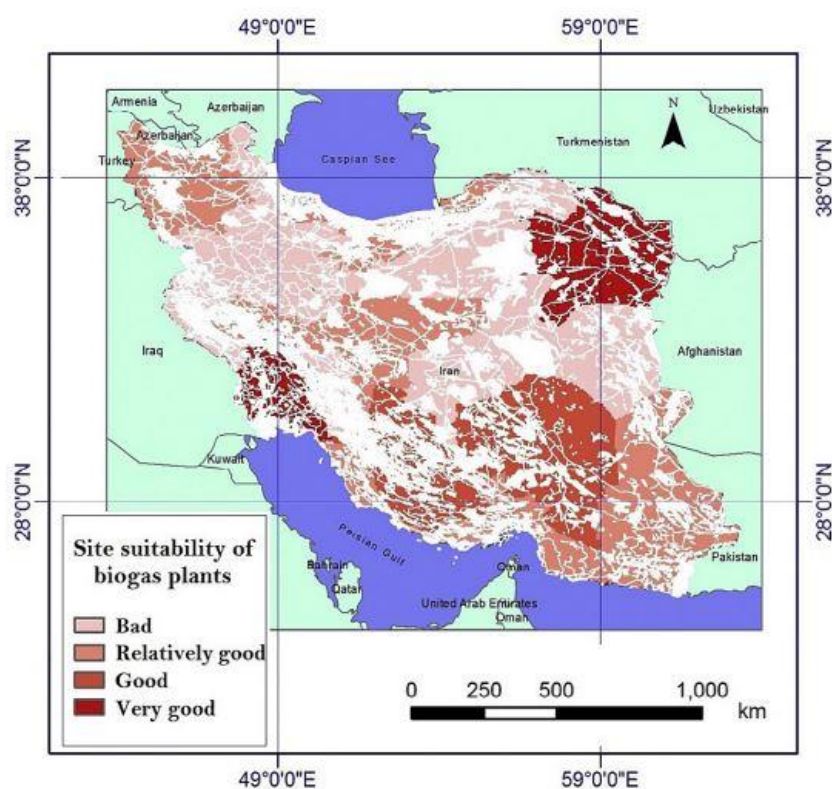 49°0'0"E
59°0'0"E
Armenia
Azerbaijan
Uzbekistan
N
Azerbaijan
Turkmenistan
Turkey
Caspian See
38°0'0"N
38°0'0"N
Iraq
Iran
Afghanistan
Kuwait
28°0'0"N
28°0'0"N
Persian Gulf
Pakistan
Bahrain
Oman
Qatar
United Arab Emirates
Oman
Site suitability of
biogas plants
Bad
Relatively good
Good
Very good
0 250 500 1,000
km
49°0'0"E
59°0'0"E